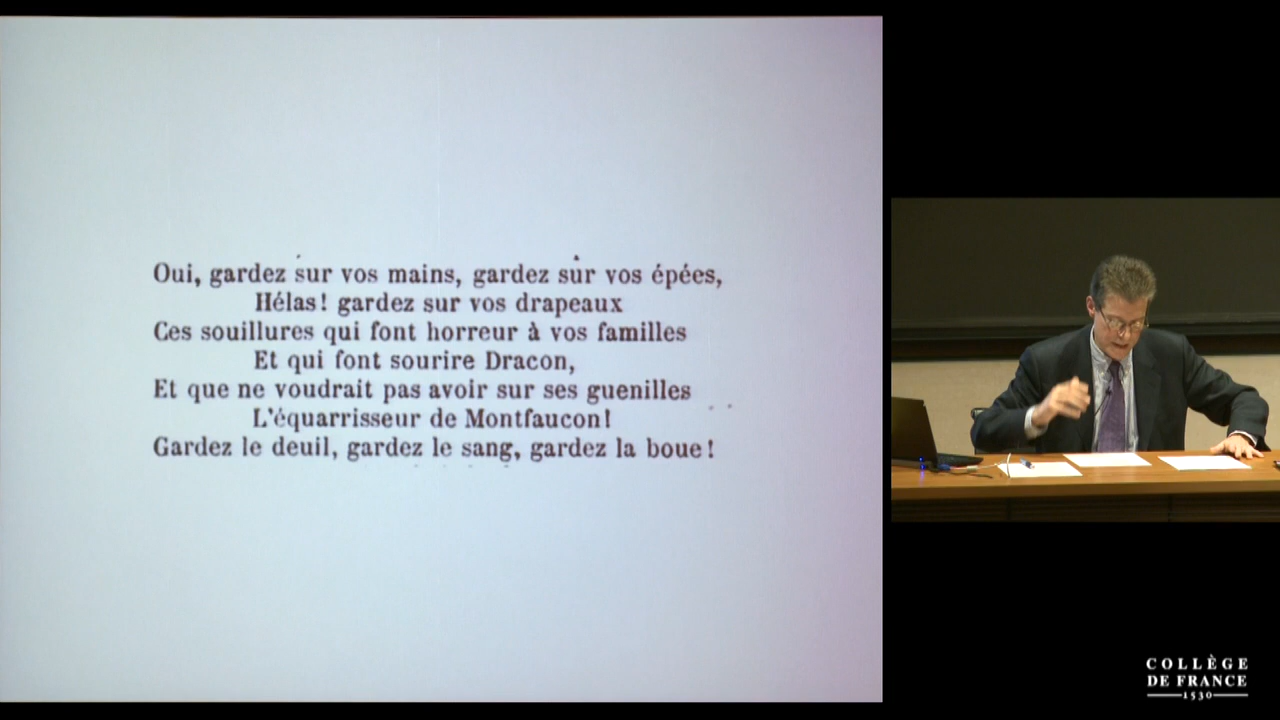 Oui, gardez sur vos mains, gardez sur vos épées,
Hélas! gardez sur vos drapeaux
Ces souillures qui font horreur à vos familles
Et qui font sourire Dracon,
Et que ne voudrait pas avoir sur ses guenilles
L'équarrisseur de Montfaucon!
Gardez le deuil, gardez le sang, gardez la boue!
COLLÈGE
DE FRANCE
1530